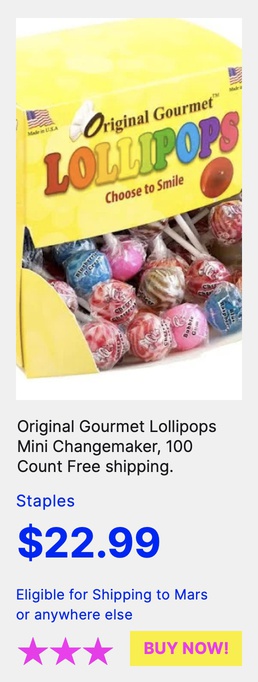 Made in U.S.A
Original Gourmet™
LOLLIPOPS
Choose to Smile
Original Gourmet Lollipops
Mini Changemaker, 100
Count Free shipping.
Staples
$22.99
Eligible for Shipping to Mars
or anywhere else
BUY NOW!